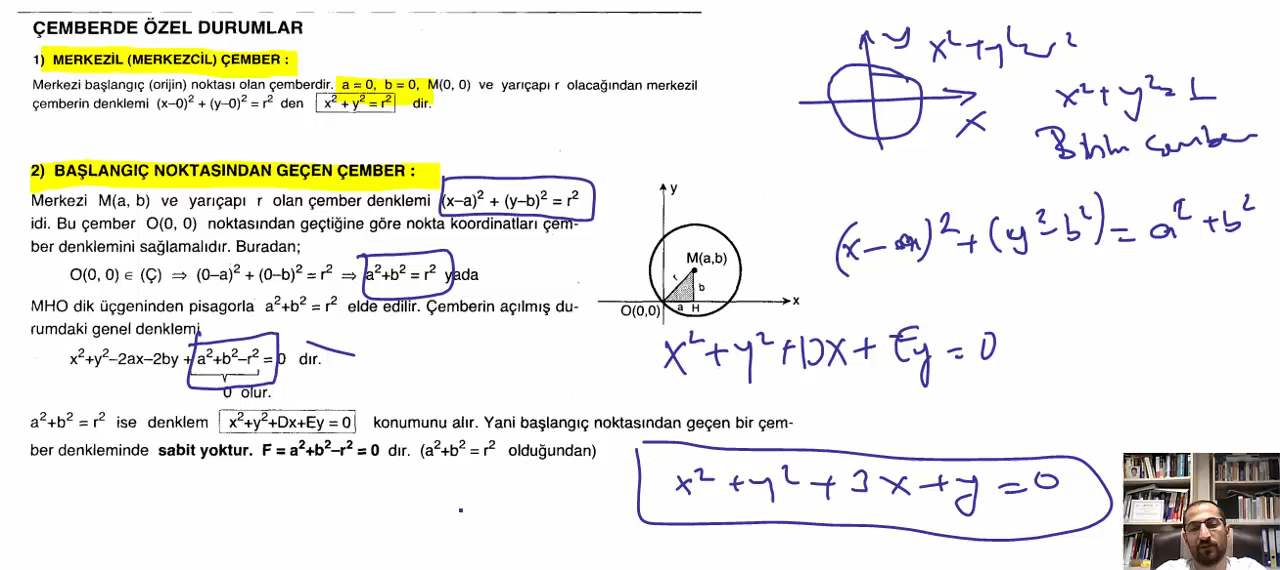 ÇEMBERDE ÖZEL DURUMLAR
1) MERKEZİL (MERKEZCİL) ÇEMBER :
Merkezi başlangıç (orijin) noktası olan çemberdir. a = 0, b = 0, M(0, 0) ve yarıçapı r olacağından merkezil
çemberin denklemi (x–0)² + (y–0)² = r² den x² + y² = r² dir.
y
x² + y² = r²
x² + y² = 1
x
Birim çember
2) BAŞLANGIÇ NOKTASINDAN GEÇEN ÇEMBER :
Merkezi M(a, b) ve yarıçapı r olan çember denklemi (x–a)² + (y–b)² = r²
idi. Bu çember O(0, 0) noktasından geçtiğine göre nokta koordinatları çem-
ber denklemini sağlamalıdır. Buradan;
O(0, 0) ∈ (Ç) ⇒ (0–a)² + (0–b)² = r² ⇒ a²+b² = r² yada
MHO dik üçgeninden pisagorla a²+b² = r² elde edilir. Çemberin açılmış du-
rumdaki genel denklemi
x²+y²–2ax–2by + a²+b²–r² = 0 dır.
0 olur.
a²+b² = r² ise denklem x²+y²+Dx+Ey = 0 konumunu alır. Yani başlangıç noktasından geçen bir çem-
ber denkleminde sabit yoktur. F = a²+b²–r² = 0 dır. (a²+b² = r² olduğundan)
y
M(a,b)
r
b
a H
O(0,0)
x
(x – a)² + (y² – b²) = a² + b²
x² + y² + Dx + Ey = 0
x² + y² + 3x + y = 0